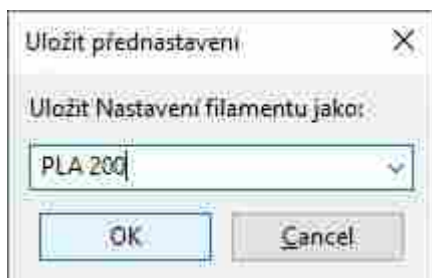 Uložit přednastavení
Uložit Nastavení filamentu jako:
PLA 200
OK Cancel